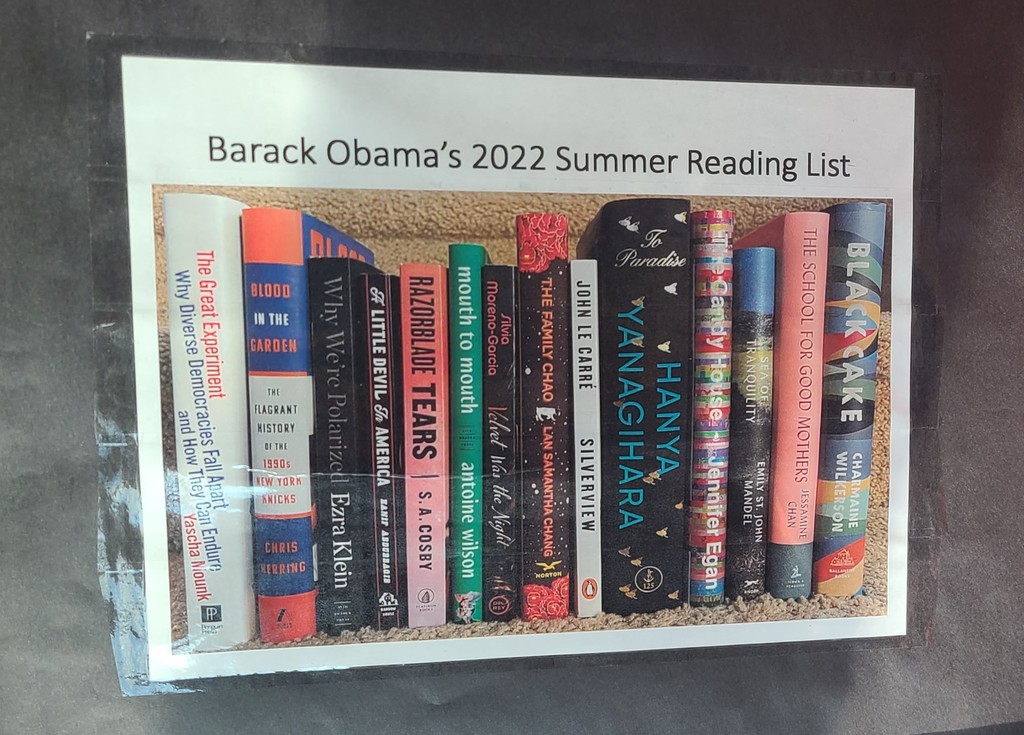 Barack Obama's 2022 Summer Reading List
The Great Experiment
Why Diverse Democracies Fall Apart
and How They Can Endure
Yascha Mounk
BLOOD
IN THE
GARDEN
THE
FLAGRANT
HISTORY
OF THE
1990s
NEW YORK
KNICKS
CHRIS
HERRING
BLOOD
Why We're Polarized Ezra Klein
A LITTLE DEVIL In AMERICA HANIF ABDURRAQIB
RAZORBLADE TEARS S. A. COSBY
mouth to mouth antoine wilson
Silvia
Moreno-Garcia
Velvet Was the Night
THE FAMILY CHAO LAN SAMANTHA CHANG
NORTON
JOHN LE CARRÉ SILVERVIEW
To
Paradise
HANYA
YANAGIHARA
The Candy House Jennifer Egan
SEA OF
TRANQUILITY
EMILY ST. JOHN
MANDEL
THE SCHOOL FOR GOOD MOTHERS
JESSAMINE
CHAN
BLACK CAKE
CHARMAINE
WILKERSON
BALLANTINE
BOOKS